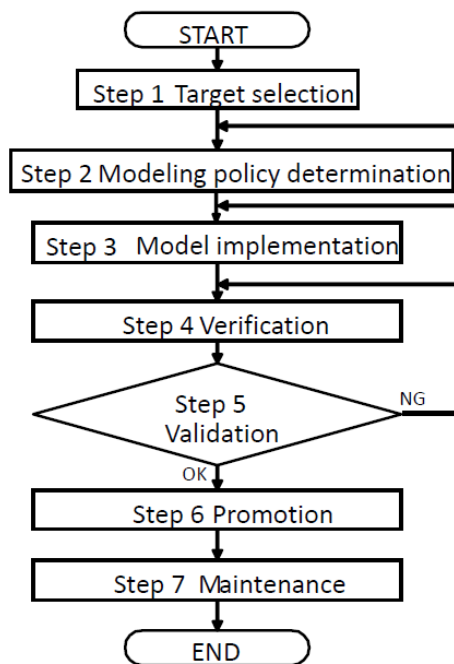 START
Step 1 Target selection
Step 2 Modeling policy determination
Step 3 Model implementation
Step 4 Verification
Step 5
Validation
NG
OK
Step 6 Promotion
Step 7 Maintenance
END